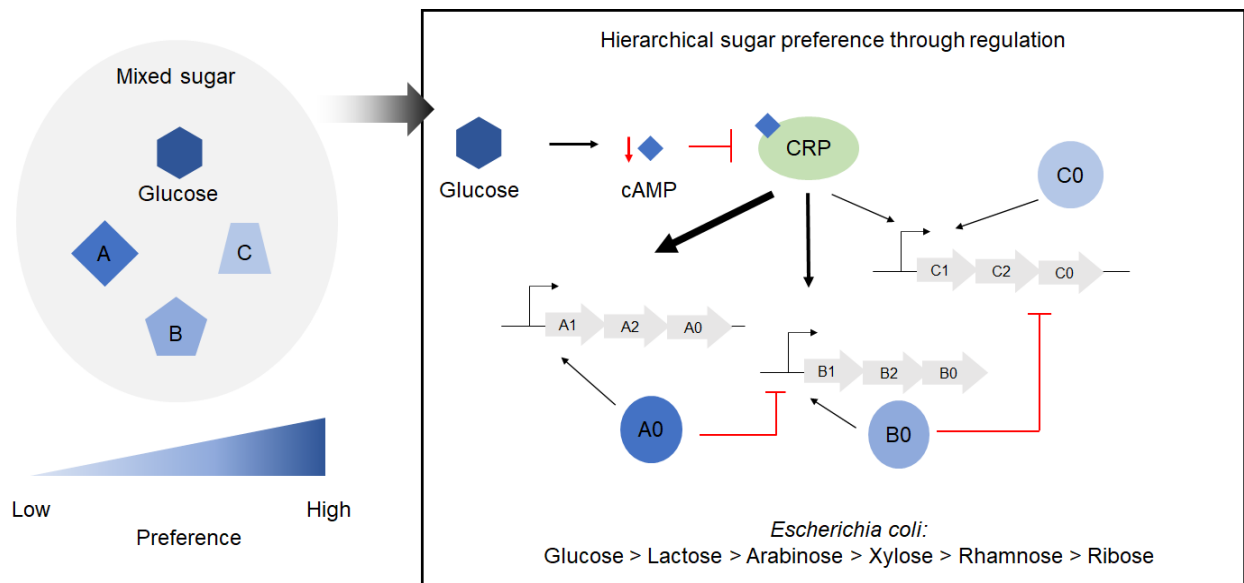 Mixed sugar
Glucose
A
C
B
Low
High
Preference
Hierarchical sugar preference through regulation
Glucose
cAMP
CRP
C0
C1
C2
C0
A1
A2
A0
B1
B2
B0
A0
B0
Escherichia coli:
Glucose > Lactose > Arabinose > Xylose > Rhamnose > Ribose